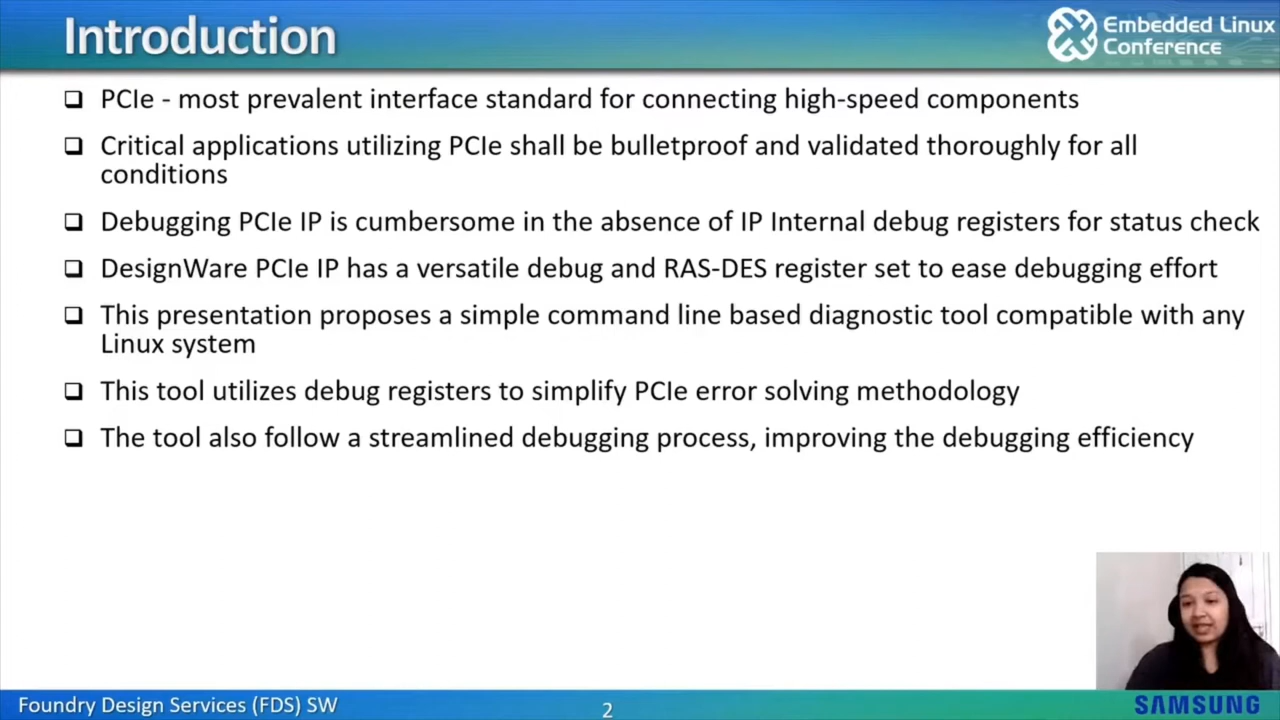 Introduction
Embedded Linux
Conference
PCIe - most prevalent interface standard for connecting high-speed components
Critical applications utilizing PCIe shall be bulletproof and validated thoroughly for all
conditions
Debugging PCIe IP is cumbersome in the absence of IP Internal debug registers for status check
DesignWare PCIe IP has a versatile debug and RAS-DES register set to ease debugging effort
This presentation proposes a simple command line based diagnostic tool compatible with any
Linux system
This tool utilizes debug registers to simplify PCIe error solving methodology
The tool also follow a streamlined debugging process, improving the debugging efficiency
Foundry Design Services (FDS) SW
2
SAMSUNG